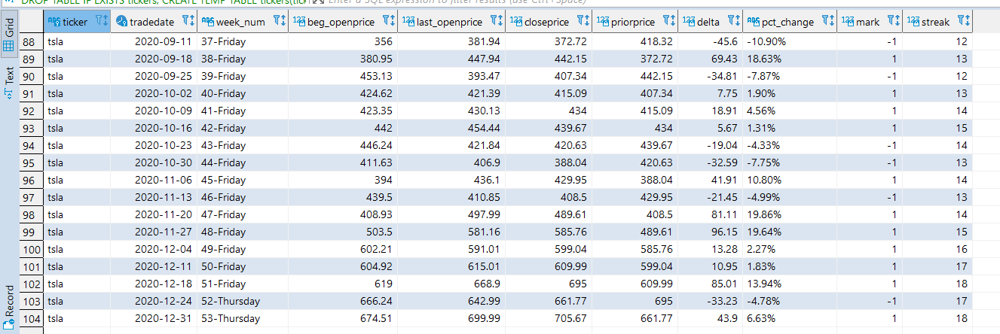 DROP TABLE IF EXISTS tickers; CREATE TEMP TABLE tickers(tick Enter a SQL expression to filter results (use Ctrl+Space)
Grid
Text
Record
ticker tradedate week_num beg_openprice last_openprice closeprice priorprice delta pct_change mark streak
88 tsla 2020-09-11 37-Friday 356 381.94 372.72 418.32 -45.6 -10.90% -1 12
89 tsla 2020-09-18 38-Friday 380.95 447.94 442.15 372.72 69.43 18.63% 1 13
90 tsla 2020-09-25 39-Friday 453.13 393.47 407.34 442.15 -34.81 -7.87% -1 12
91 tsla 2020-10-02 40-Friday 424.62 421.39 415.09 407.34 7.75 1.90% 1 13
92 tsla 2020-10-09 41-Friday 423.35 430.13 434 415.09 18.91 4.56% 1 14
93 tsla 2020-10-16 42-Friday 442 454.44 439.67 434 5.67 1.31% 1 15
94 tsla 2020-10-23 43-Friday 446.24 421.84 420.63 439.67 -19.04 -4.33% -1 14
95 tsla 2020-10-30 44-Friday 411.63 406.9 388.04 420.63 -32.59 -7.75% -1 13
96 tsla 2020-11-06 45-Friday 394 436.1 429.95 388.04 41.91 10.80% 1 14
97 tsla 2020-11-13 46-Friday 439.5 410.85 408.5 429.95 -21.45 -4.99% -1 13
98 tsla 2020-11-20 47-Friday 408.93 497.99 489.61 408.5 81.11 19.86% 1 14
99 tsla 2020-11-27 48-Friday 503.5 581.16 585.76 489.61 96.15 19.64% 1 15
100 tsla 2020-12-04 49-Friday 602.21 591.01 599.04 585.76 13.28 2.27% 1 16
101 tsla 2020-12-11 50-Friday 604.92 615.01 609.99 599.04 10.95 1.83% 1 17
102 tsla 2020-12-18 51-Friday 619 668.9 695 609.99 85.01 13.94% 1 18
103 tsla 2020-12-24 52-Thursday 666.24 642.99 661.77 695 -33.23 -4.78% -1 17
104 tsla 2020-12-31 53-Thursday 674.51 699.99 705.67 661.77 43.9 6.63% 1 18